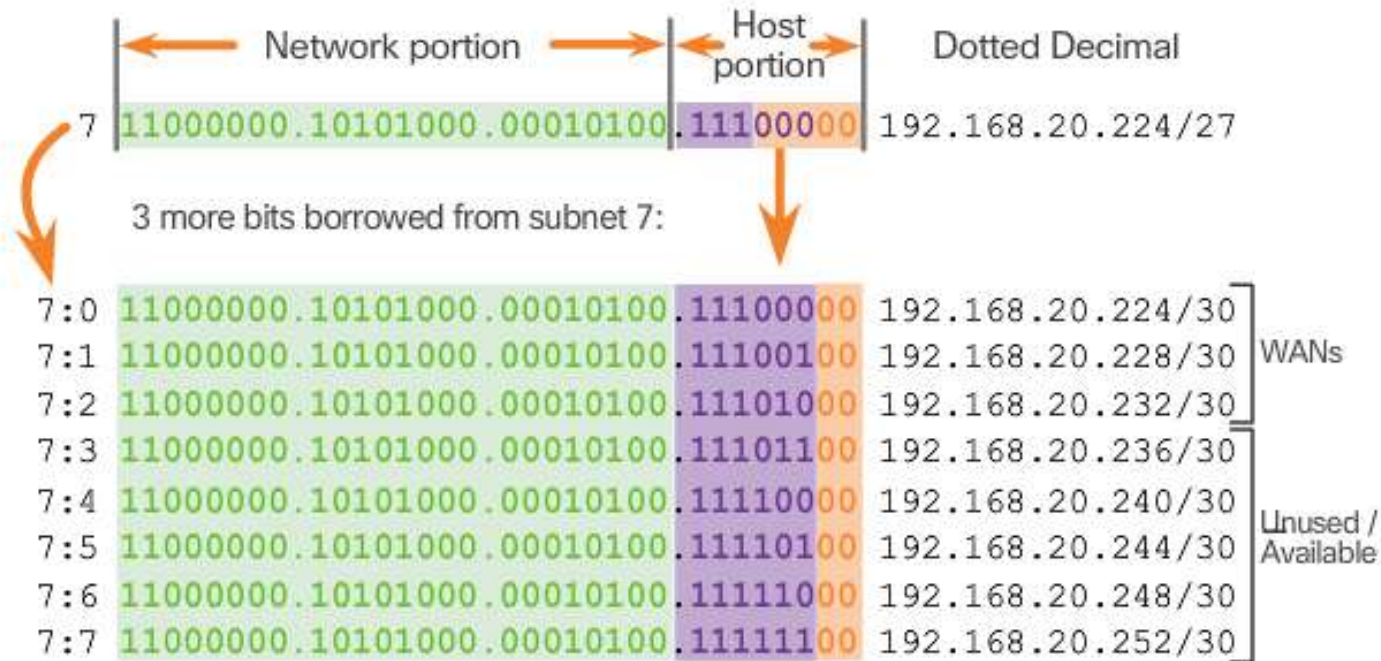 Network portion Host portion Dotted Decimal
7 11000000.10101000.00010100.11100000 192.168.20.224/27
3 more bits borrowed from subnet 7:
7:0 11000000.10101000.00010100.11100000 192.168.20.224/30
7:1 11000000.10101000.00010100.11100100 192.168.20.228/30
WANs
7:2 11000000.10101000.00010100.11101000 192.168.20.232/30
7:3 11000000.10101000.00010100.11101100 192.168.20.236/30
7:4 11000000.10101000.00010100.11110000 192.168.20.240/30
7:5 11000000.10101000.00010100.11110100 192.168.20.244/30
Unused /
Available
7:6 11000000.10101000.00010100.11111000 192.168.20.248/30
7:7 11000000.10101000.00010100.11111100 192.168.20.252/30